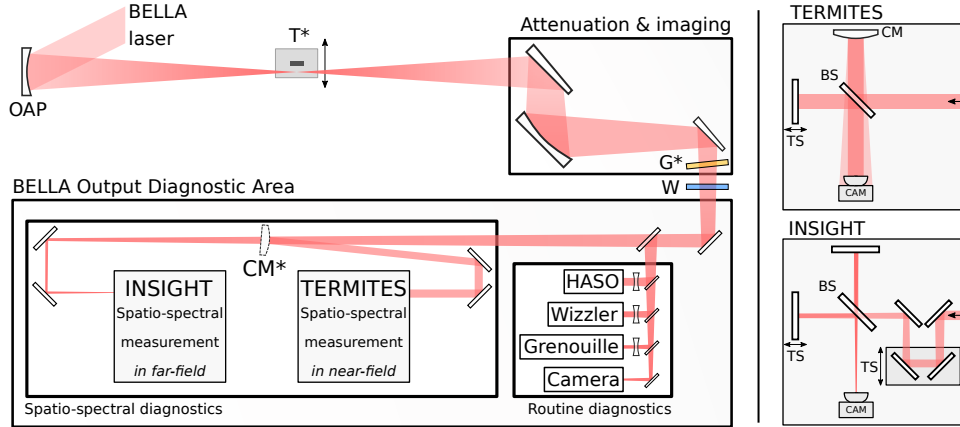 BELLA
laser
OAP
T*
Attenuation & imaging
G*
W
BELLA Output Diagnostic Area
CM*
INSIGHT
Spatio-spectral
measurement
in far-field
TERMITES
Spatio-spectral
measurement
in near-field
Spatio-spectral diagnostics
HASO
Wizzler
Grenouille
Camera
Routine diagnostics
TERMITES
CM
BS
TS
CAM
INSIGHT
BS
TS
TS
CAM